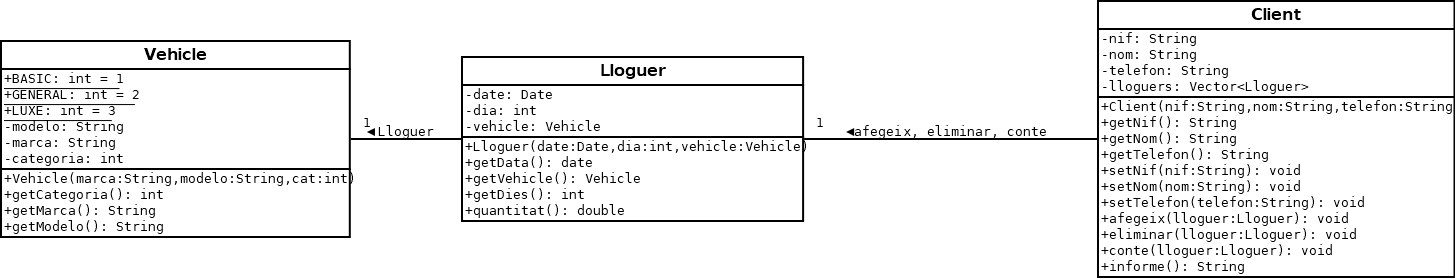 Vehicle
+BASIC: int = 1
+GENERAL: int = 2
+LUXE: int = 3
-modelo: String
-marca: String
-categoria: int
+Vehicle(marca:String,modelo:String,cat:int)
+getCategoria(): int
+getMarca(): String
+getModelo(): String
1
◀Lloguer
Lloguer
-date: Date
-dia: int
-vehicle: Vehicle
+Lloguer(date:Date,dia:int,vehicle:Vehicle)
+getData(): date
+getVehicle(): Vehicle
+getDies(): int
+quantitat(): double
1
◀afegeix, eliminar, conte
Client
-nif: String
-nom: String
-telefon: String
-lloguers: Vector<Lloguer>
+Client(nif:String,nom:String,telefon:String
+getNif(): String
+getNom(): String
+getTelefon(): String
+setNif(nif:String): void
+setNom(nom:String): void
+setTelefon(telefon:String): void
+afegeix(lloguer:Lloguer): void
+eliminar(lloguer:Lloguer): void
+conte(lloguer:Lloguer): void
+informe(): String